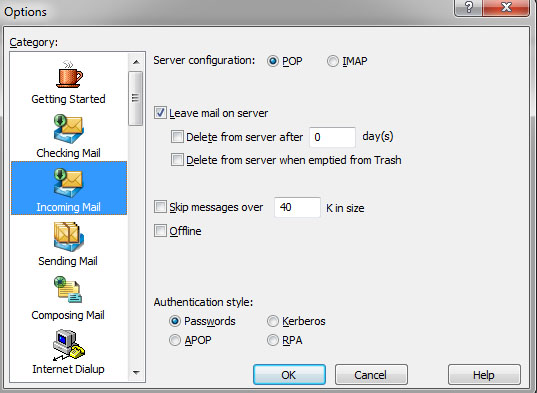 Options
Category:
Getting Started
Checking Mail
Incoming Mail
Sending Mail
Composing Mail
Internet Dialup
Server configuration: POP IMAP
Leave mail on server
Delete from server after 0 day(s)
Delete from server when emptied from Trash
Skip messages over 40 K in size
Offline
Authentication style:
Passwords Kerberos
APOP RPA
OK Cancel Help